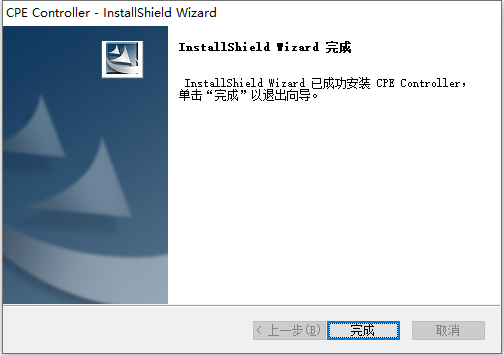 CPE Controller - InstallShield Wizard
InstallShield Wizard 完成
InstallShield Wizard 已成功安装 CPE Controller，
单击“完成”以退出向导。
< 上一步(B)
完成
取消